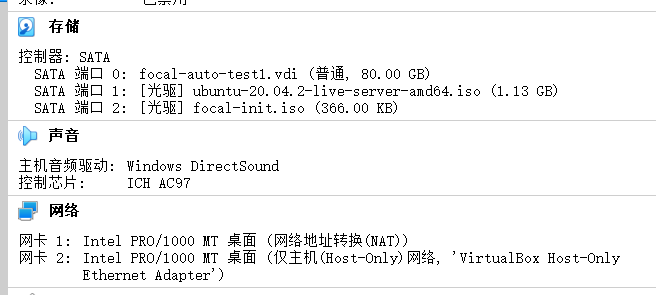 录像: 已禁用
存储
控制器: SATA
SATA 端口 0: focal-auto-test1.vdi (普通, 80.00 GB)
SATA 端口 1: [光驱] ubuntu-20.04.2-live-server-amd64.iso (1.13 GB)
SATA 端口 2: [光驱] focal-init.iso (366.00 KB)
声音
主机音频驱动: Windows DirectSound
控制芯片: ICH AC97
网络
网卡 1: Intel PRO/1000 MT 桌面 (网络地址转换(NAT))
网卡 2: Intel PRO/1000 MT 桌面 (仅主机(Host-Only)网络, 'VirtualBox Host-Only
Ethernet Adapter')